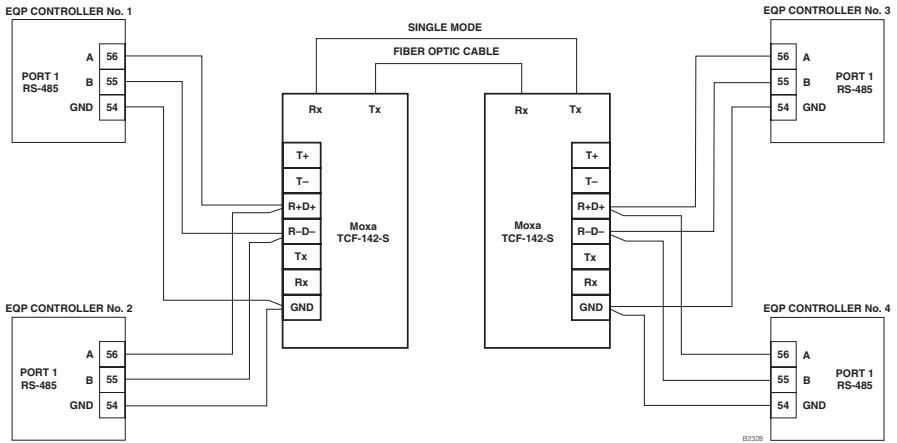 EQP CONTROLLER No. 1
A 56
PORT 1
RS-485
B 55
GND 54
SINGLE MODE
FIBER OPTIC CABLE
EQP CONTROLLER No. 3
56 A
55 B
PORT 1
RS-485
54 GND
Rx Tx
T+
T–
R+D+
R–D–
Tx
Rx
GND
Moxa
TCF-142-S
Rx Tx
T+
T–
R+D+
R–D–
Tx
Rx
GND
Moxa
TCF-142-S
EQP CONTROLLER No. 2
A 56
PORT 1
RS-485
B 55
GND 54
EQP CONTROLLER No. 4
56 A
55 B
PORT 1
RS-485
54 GND
B2328